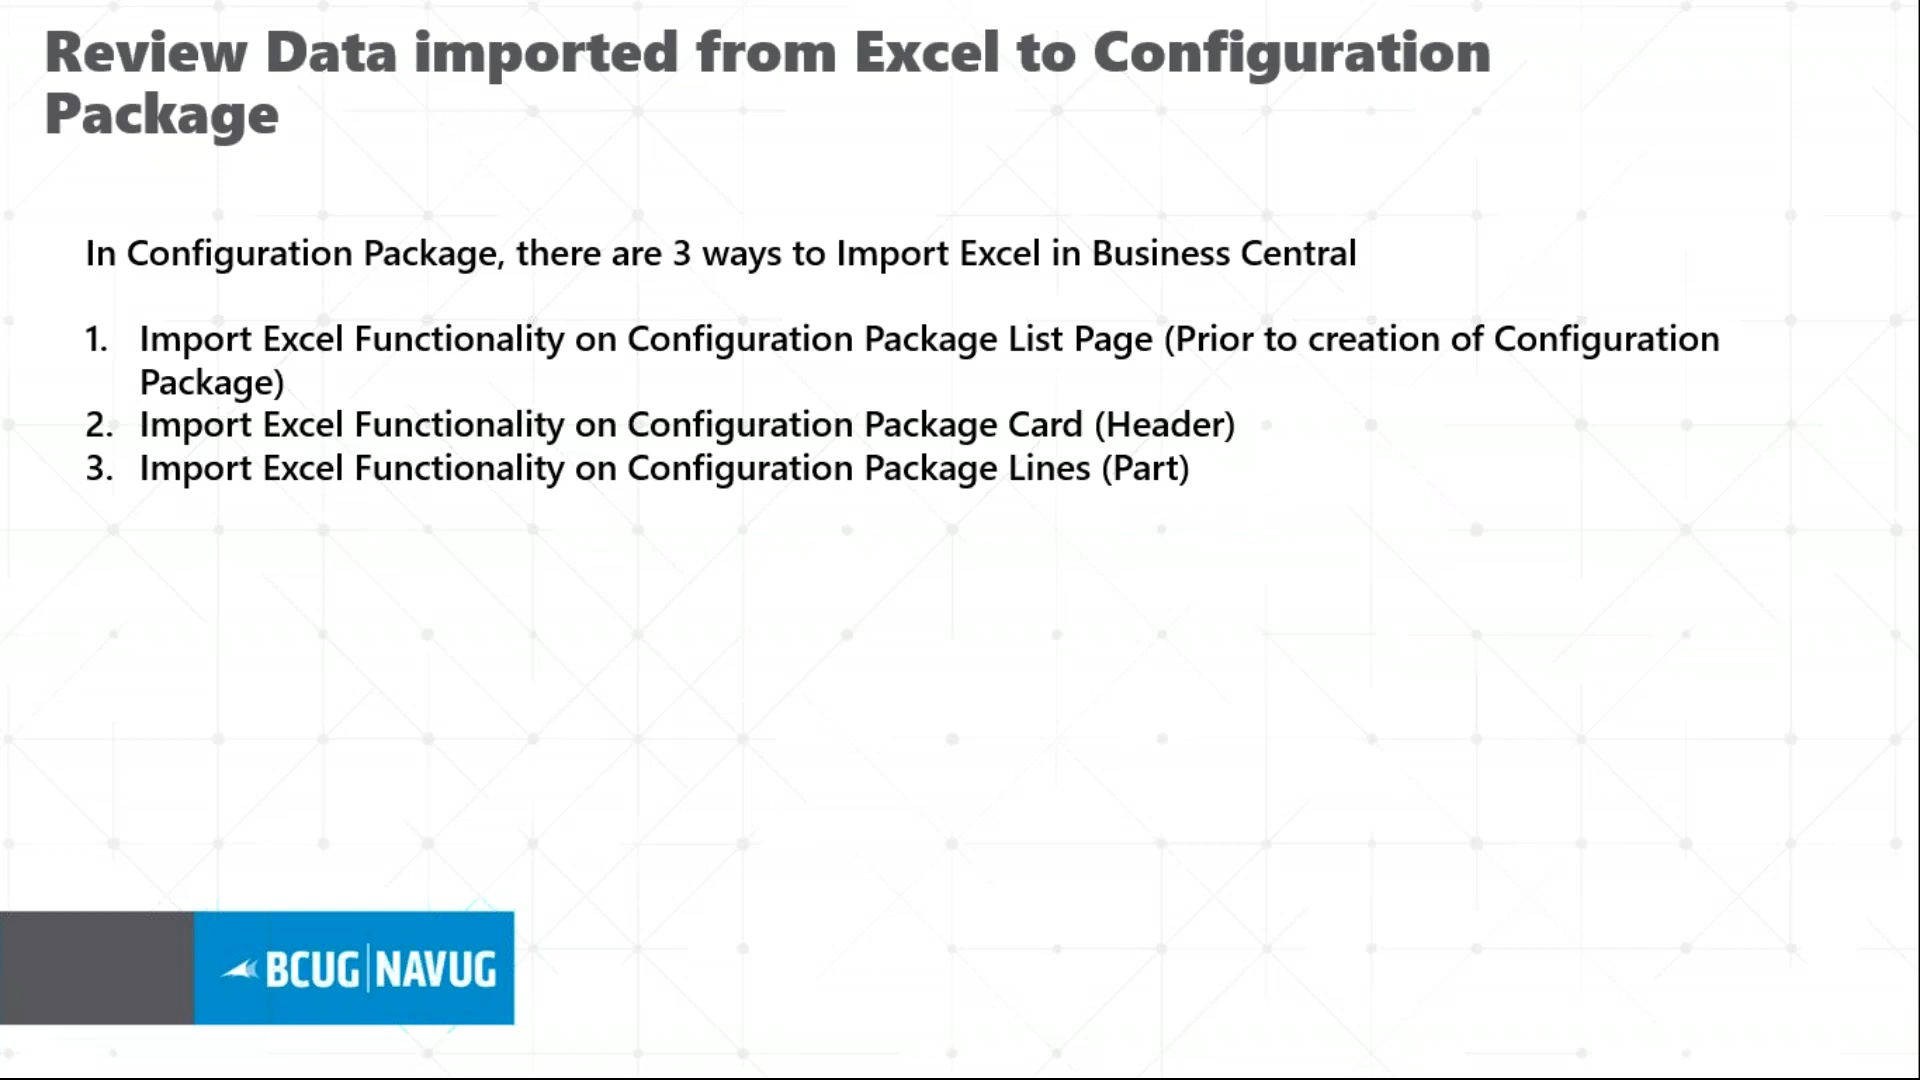 Review Data imported from Excel to Configuration
Package
In Configuration Package, there are 3 ways to Import Excel in Business Central
1. Import Excel Functionality on Configuration Package List Page (Prior to creation of Configuration
Package)
2. Import Excel Functionality on Configuration Package Card (Header)
3. Import Excel Functionality on Configuration Package Lines (Part)
BCUG|NAVUG